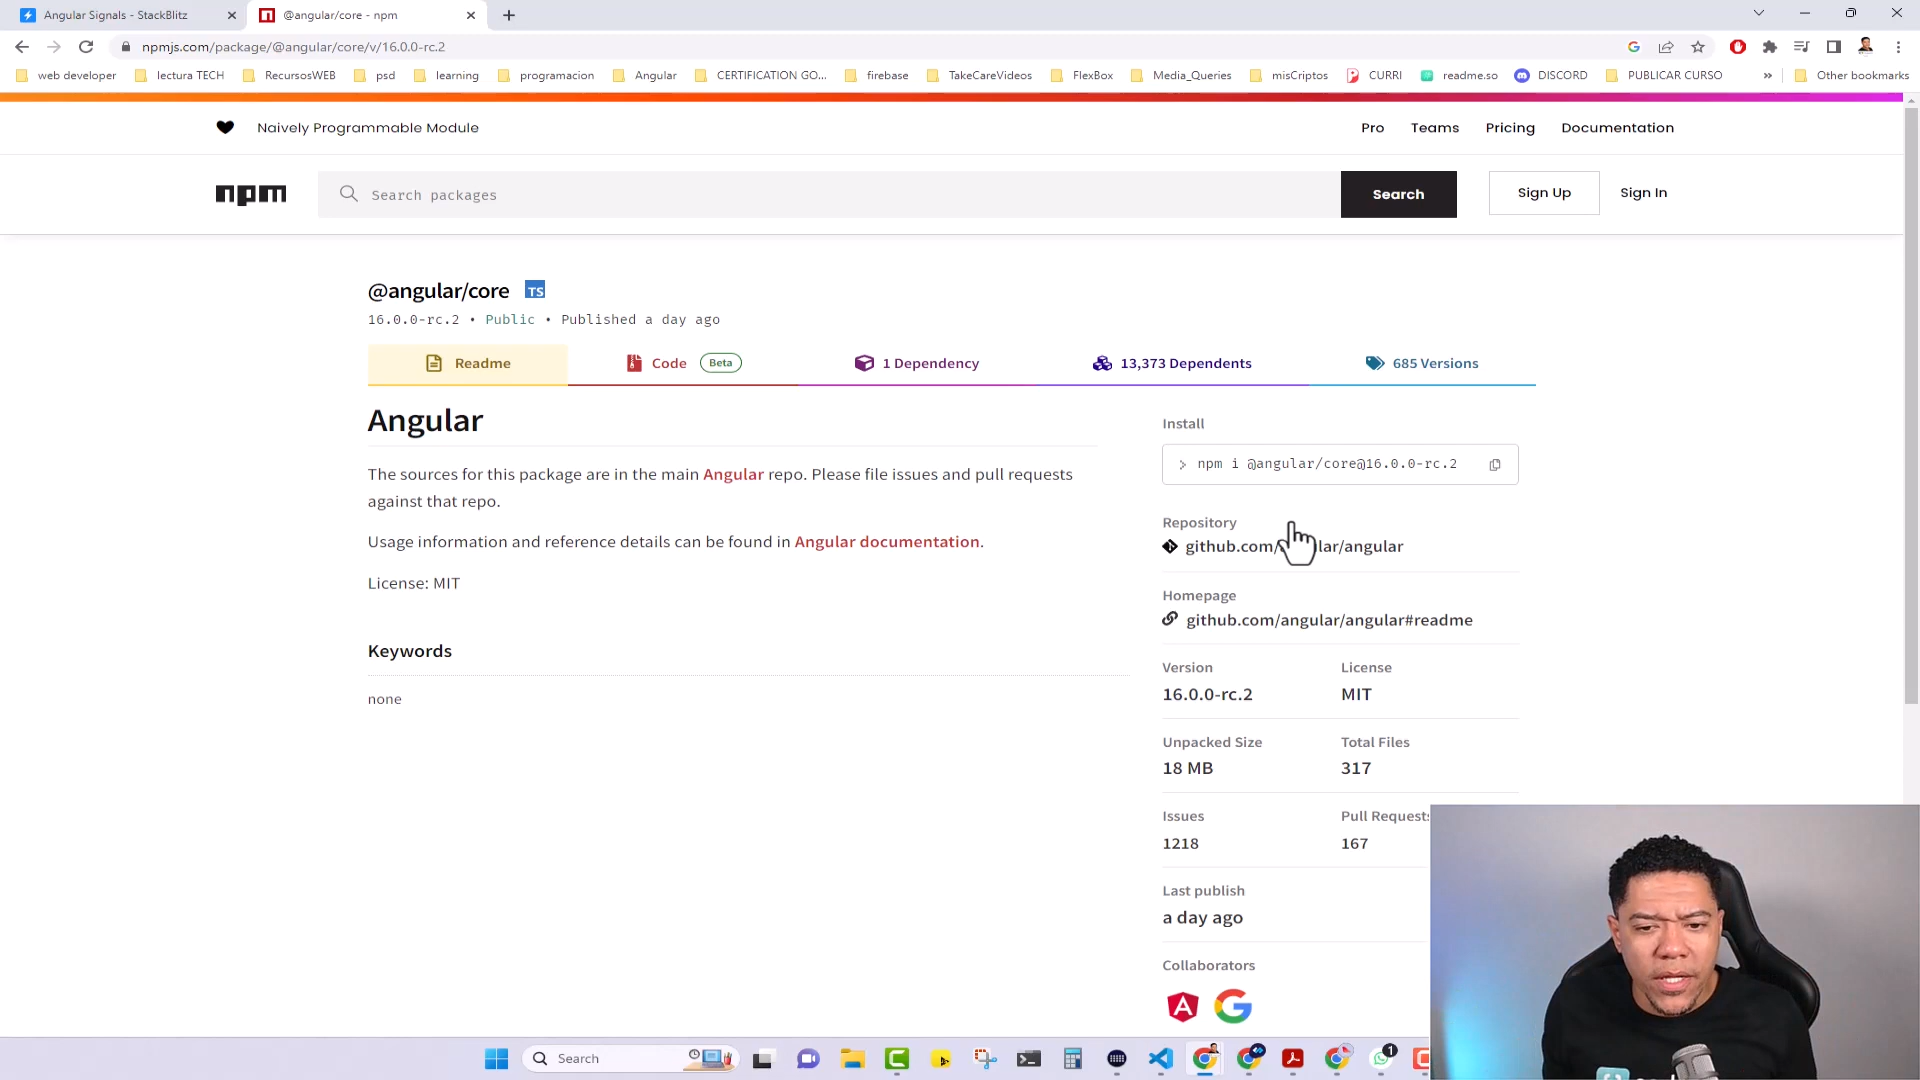 Angular Signals - StackBlitz
@angular/core - npm
npmjs.com/package/@angular/core/v/16.0.0-rc.2
web developer
lectura TECH
RecursosWEB
psd
learning
programacion
Angular
CERTIFICATION GO...
firebase
TakeCareVideos
FlexBox
Media_Queries
misCriptos
CURRI
readme.so
DISCORD
PUBLICAR CURSO
»
Other bookmarks
Naively Programmable Module
Pro
Teams
Pricing
Documentation
npm
Search packages
Search
Sign Up
Sign In
@angular/core TS
16.0.0-rc.2 • Public • Published a day ago
Readme
Code Beta
1 Dependency
13,373 Dependents
685 Versions
Angular
The sources for this package are in the main Angular repo. Please file issues and pull requests
against that repo.
Usage information and reference details can be found in Angular documentation.
License: MIT
Keywords
none
Install
> npm i @angular/core@16.0.0-rc.2
Repository
github.com/ lar/angular
Homepage
github.com/angular/angular#readme
Version
16.0.0-rc.2
License
MIT
Unpacked Size
18 MB
Total Files
317
Issues
1218
Pull Requests
167
Last publish
a day ago
Collaborators
Search
1